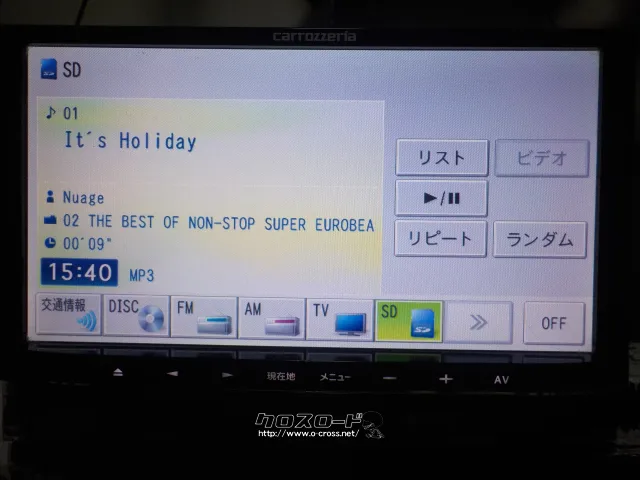 carrozzeria
SD
♪ 01
It´s Holiday
Nuage
02 THE BEST OF NON-STOP SUPER EUROBEA
00´09"
15:40 MP3
リスト ビデオ
▶/II
リピート ランダム
交通情報 DISC FM AM TV SD >> OFF
現在地 メニュー − + AV
クロスロード
http://www.o-cross.net/